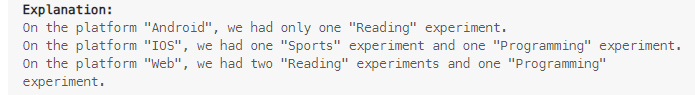 Explanation:
On the platform "Android", we had only one "Reading" experiment.
On the platform "IOS", we had one "Sports" experiment and one "Programming" experiment.
On the platform "Web", we had two "Reading" experiments and one "Programming"
experiment.